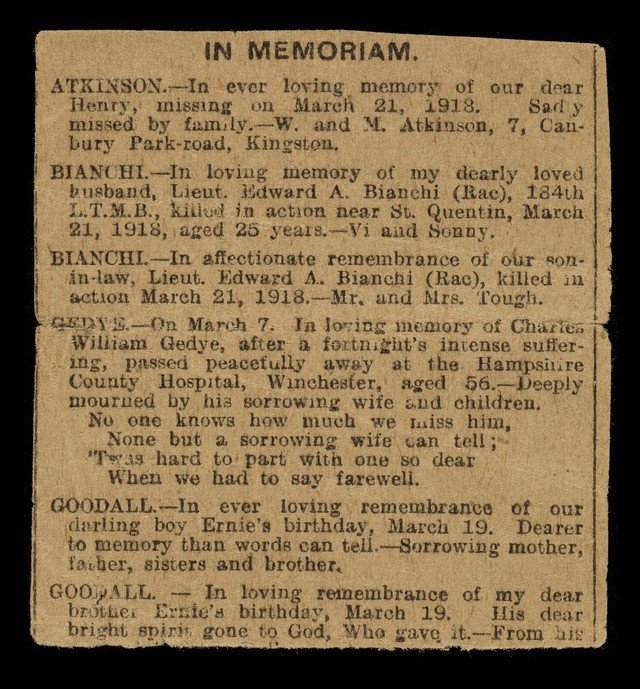 IN MEMORIAM.
ATKINSON.—In ever loving memory of our dear
Henry, missing on March 21, 1918. Sadly
missed by family.—W. and M. Atkinson, 7, Can-
bury Park-road, Kingston.
BIANCHI.—In loving memory of my dearly loved
husband, Lieut. Edward A. Bianchi (Rac), 184th
L.T.M.B., killed in action near St. Quentin, March
21, 1918, aged 25 years.—Vi and Sonny.
BIANCHI.—In affectionate remembrance of our son-
in-law, Lieut. Edward A. Bianchi (Rac), killed in
action March 21, 1918.—Mr. and Mrs. Tough.
GEDYE.—On March 7. In loving memory of Charles
William Gedye, after a fortnight's intense suffer-
ing, passed peacefully away at the Hampshire
County Hospital, Winchester, aged 56.—Deeply
mourned by his sorrowing wife and children.
No one knows how much we miss him,
None but a sorrowing wife can tell;
'Twas hard to part with one so dear
When we had to say farewell.
GOODALL.—In ever loving remembrance of our
darling boy Ernie's birthday, March 19. Dearer
to memory than words can tell.—Sorrowing mother,
father, sisters and brother.
GOODALL. — In loving remembrance of my dear
brother Ernie's birthday, March 19. His dear
bright spirit gone to God, Who gave it.—From his